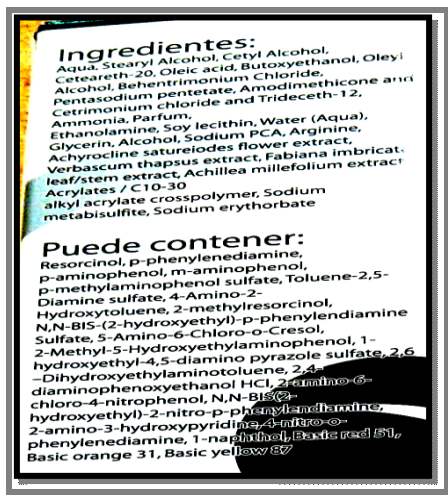 Ingredientes:
Aqua, Stearyl Alcohol, Cetyl Alcohol,
Ceteareth-20, Oleic acid, Butoxyethanol,
Alcohol, Behentrimonium Chloride,
Pentasodium pentetate, Amodimethicone and
Cetrimonium chloride and Trideceth-12,
Ammonia, Parfum,
Ethanolamine, Soy lecithin, Water (Aqua),
Glycerin, Alcohol, Sodium PCA, Arginine,
Achyrocline satureiodes flower extract,
Verbascum thapsus extract, Fabiana imbricat
leaf/stem extract, Achillea millefolium extract
Acrylates / C10-30
alkyl acrylate crosspolymer, Sodium
metabisulfite, Sodium erythorbate
Puede contener:
Resorcinol, p-phenylenediamine,
p-aminophenol, m-aminophenol,
p-methylaminophenol sulfate, Toluene-2,5-
Diamine sulfate, 4-Amino-2-
Hydroxytoluene, 2-methylresorcinol,
N,N-BIS-(2-hydroxyethyl)-p-phenylendiamine
Sulfate, 5-Amino-6-Chloro-o-Cresol,
2-Methyl-5-Hydroxyethylaminophenol, 1-
hydroxyethyl-4,5-diamino pyrazole sulfate, 2,6
-Dihydroxyethylaminotoluene, 2,4-
diaminophenoxyethanol HCl, 2-amino-6-
chloro-4-nitrophenol, N,N-BIS(2-
hydroxyethyl)-2-nitro-p-phenylendiamine,
2-amino-3-hydroxypyridine, 4-nitro-o-
phenylenediamine, 1-naphthol, Basic red 51,
Basic orange 31, Basic yellow 87